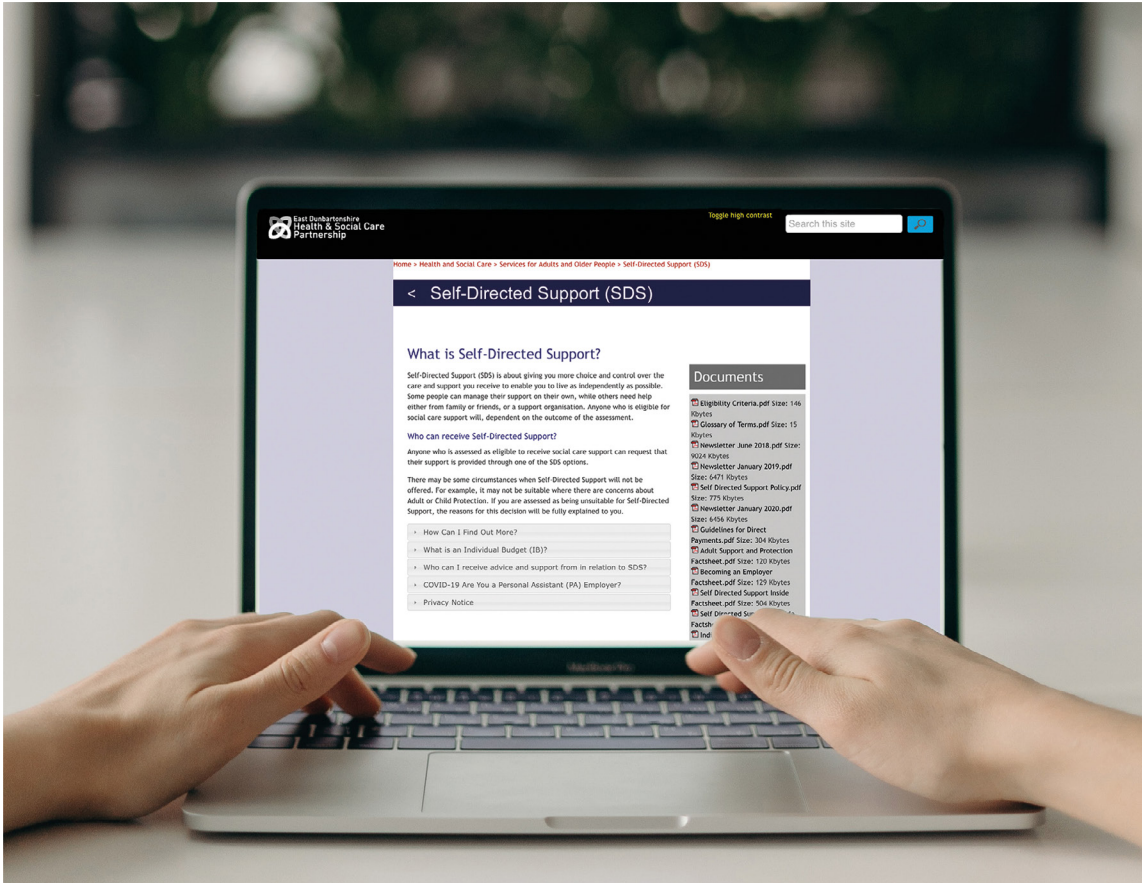 East Dunbartonshire
Health & Social Care
Partnership
Toggle high contrast
Search this site
Home > Health and Social Care > Services for Adults and Older People > Self-Directed Support (SDS)
< Self-Directed Support (SDS)
What is Self-Directed Support?
Self-Directed Support (SDS) is about giving you more choice and control over the
care and support you receive to enable you to live as independently as possible.
Some people can manage their support on their own, while others need help
either from family or friends, or a support organisation. Anyone who is eligible for
social care support will, dependent on the outcome of the assessment.
Who can receive Self-Directed Support?
Anyone who is assessed as eligible to receive social care support can request that
their support is provided through one of the SDS options.
There may be some circumstances when Self-Directed Support will not be
offered. For example, it may not be suitable where there are concerns about
Adult or Child Protection. If you are assessed as being unsuitable for Self-Directed
Support, the reasons for this decision will be fully explained to you.
How Can I Find Out More?
What is an Individual Budget (IB)?
Who can I receive advice and support from in relation to SDS?
COVID-19 Are You a Personal Assistant (PA) Employer?
Privacy Notice
Documents
Eligibility Criteria.pdf Size: 146
Kbytes
Glossary of Terms.pdf Size: 15
Kbytes
Newsletter June 2018.pdf Size:
9024 Kbytes
Newsletter January 2019.pdf
Size: 6471 Kbytes
Self Directed Support Policy.pdf
Size: 775 Kbytes
Newsletter January 2020.pdf
Size: 6456 Kbytes
Guidelines for Direct
Payments.pdf Size: 304 Kbytes
Adult Support and Protection
Factsheet.pdf Size: 120 Kbytes
Becoming an Employer
Factsheet.pdf Size: 129 Kbytes
Self Directed Support Inside
Factsheet.pdf Size: 504 Kbytes
Self Directed
MacBook Pro